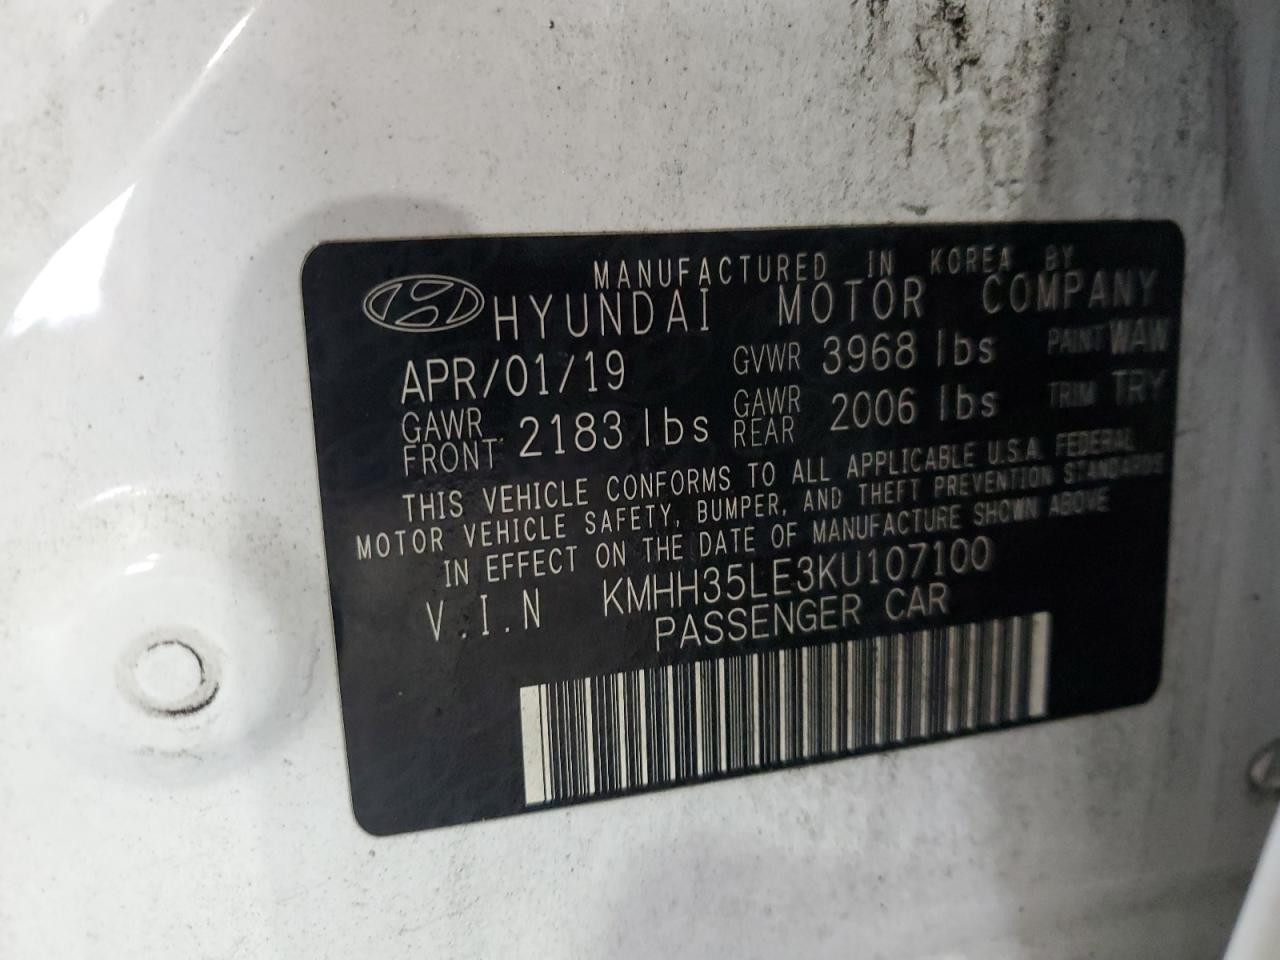 MANUFACTURED IN KOREA BY
HYUNDAI MOTOR COMPANY
APR/01/19 GVWR 3968 lbs PAINT WAW
GAWR FRONT 2183 lbs GAWR REAR 2006 lbs TRIM TRY
THIS VEHICLE CONFORMS TO ALL APPLICABLE U.S.A. FEDERAL
MOTOR VEHICLE SAFETY, BUMPER, AND THEFT PREVENTION STANDARDS
IN EFFECT ON THE DATE OF MANUFACTURE SHOWN ABOVE
V.I.N KMHH35LE3KU107100
PASSENGER CAR